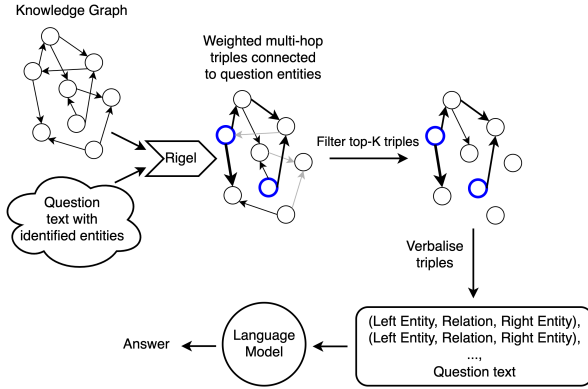 Knowledge Graph
Weighted multi-hop
triples connected
to question entities
Rigel
Filter top-K triples
Question
text with
identified entities
Verbalise
triples
(Left Entity, Relation, Right Entity),
(Left Entity, Relation, Right Entity),
...,
Question text
Language
Model
Answer